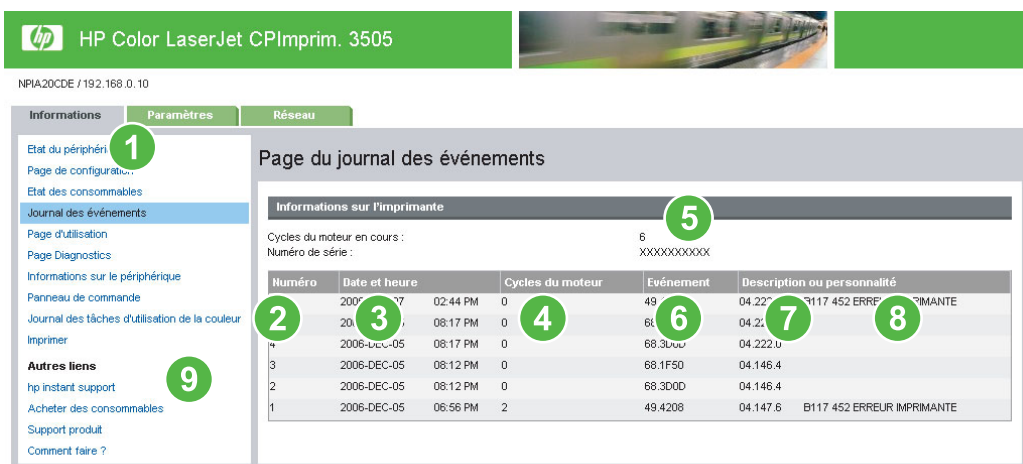 hp HP Color LaserJet CPImprim. 3505
NPIA20CDE / 192.168.0.10
Informations Paramètres Réseau
1
Etat du
Page de
Etat des consommables
Journal des événements
Page d'utilisation
Page Diagnostics
Informations sur le périphérique
Panneau de commande
Journal des tâches d'utilisation de la couleur
Imprimer
Autres liens
hp instant support
9
Acheter des consommables
Support produit
Comment faire ?
Page du journal des événements
Informations sur l'imprimante
5
Cycles du moteur en cours : 6
Numéro de série : XXXXXXXXXX
Numéro Date et heure Cycles du moteur Evénement Description ou personnalité
02:44 PM 0 B117 452 ERREUR
2 3 08:17 PM 0 4 6 7 8
4 2006-DEC-05 08:17 PM 0 68.3D0D 04.222.0
3 2006-DEC-05 08:12 PM 0 68.1F50 04.146.4
2 2006-DEC-05 08:12 PM 0 68.3D0D 04.146.4
1 2006-DEC-05 06:56 PM 2 49.4208 04.147.6 B117 452 ERREUR IMPRIMANTE